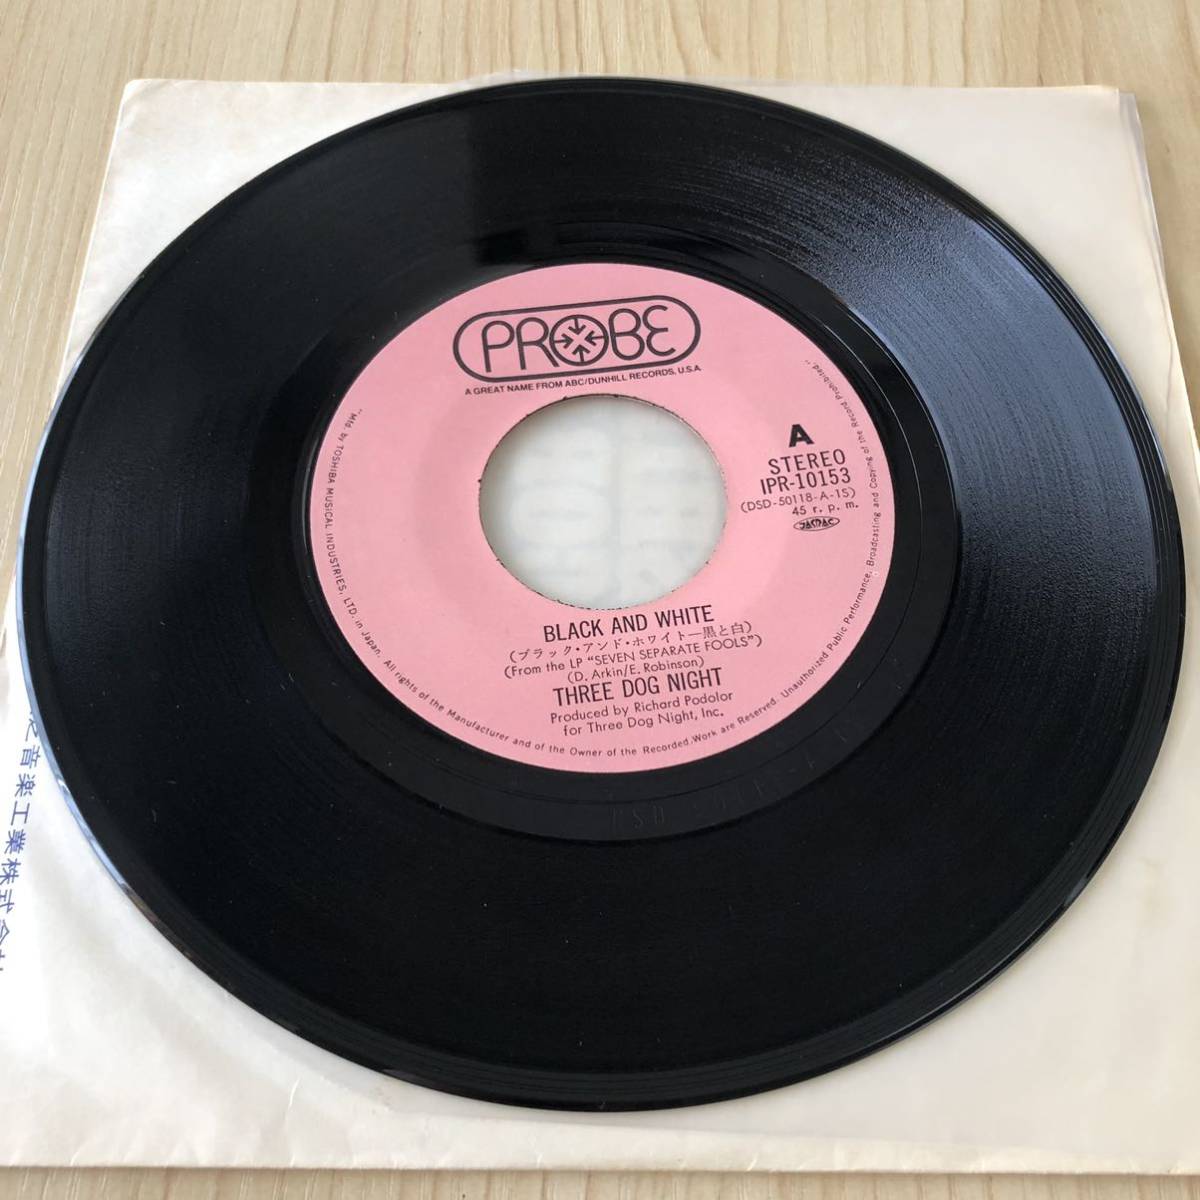 PROBE
A GREAT NAME FROM ABC/DUNHILL RECORDS, U.S.A.
A
STEREO
IPR-10153
(DSD-50118-A-1S)
45 r. p. m.
JASRAC
BLACK AND WHITE
(ブラック・アンド・ホワイト—黒と白)
(From the LP "SEVEN SEPARATE FOOLS")
(D. Arkin/E. Robinson)
THREE DOG NIGHT
Produced by Richard Podolor
for Three Dog Night, Inc.
"Mfd. by TOSHIBA MUSICAL INDUSTRIES, LTD. in Japan. All rights of the Manufacturer and of the Owner of the Recorded Work are Reserved. Unauthorized Public Performance, Broadcasting and Copying of the Record Prohibited."
音楽工業株式会社